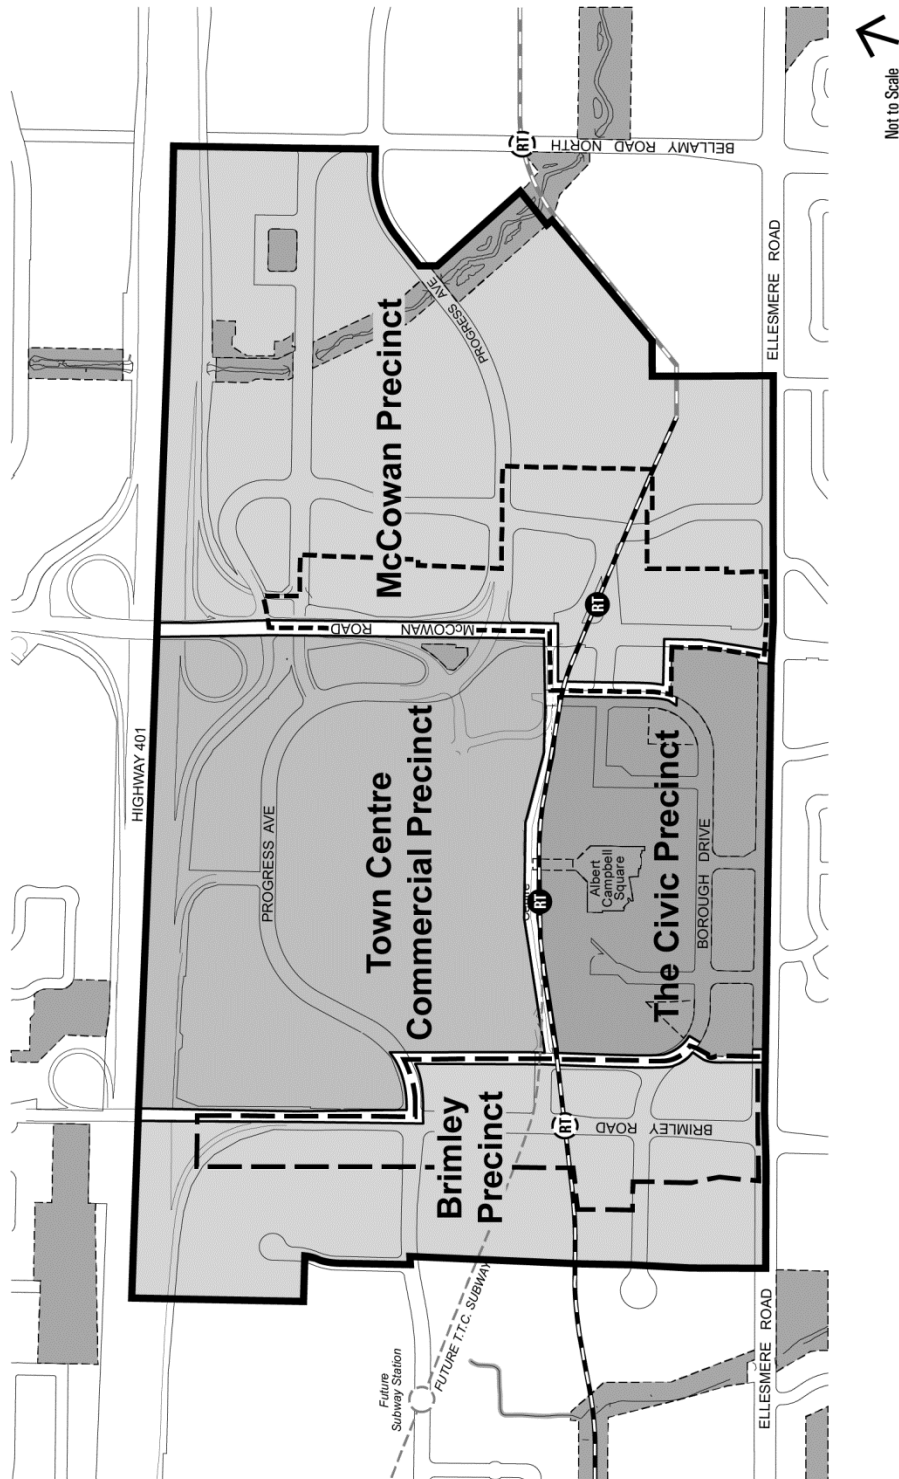 Not to Scale
RT
BELLAMY ROAD NORTH
ELLESMERE ROAD
PROGRESS AVE
McCowan Precinct
RT
McCOWAN ROAD
HIGHWAY 401
PROGRESS AVE
Town Centre
Commercial Precinct
RT
Albert
Campbell
Square
The Civic Precinct
BOROUGH DRIVE
Brimley
Precinct
RT
BRIMLEY ROAD
FUTURE T.T.C. SUBWAY
Future
Subway Station
ELLESMERE ROAD